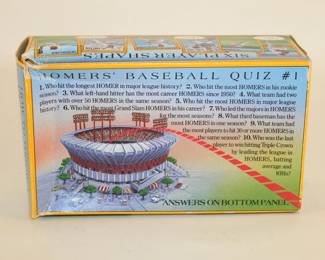 SIX PLAYER SHAPES
HOMERS' BASEBALL QUIZ #1
1. Who hit the longest HOMER in major league history? 2. Who hit the most HOMERS in his rookie
season? 3. What left-hand hitter has the most career HOMERS since 1950? 4. What team had two
players with over 50 HOMERS in the same season? 5. Who hit the most HOMERS in major league
history? 6. Who hit the most Grand Slam HOMERS in his career? 7. Who led the majors in HOMERS
for the most seasons? 8. What third baseman has the
most HOMERS in one season? 9. What team had
the most players to hit 30 or more HOMERS in
the same season? 10. Who was the last
player to win hitting Triple Crown
by leading the league in
HOMERS, batting
average and
RBIs?
ANSWERS ON BOTTOM PANEL